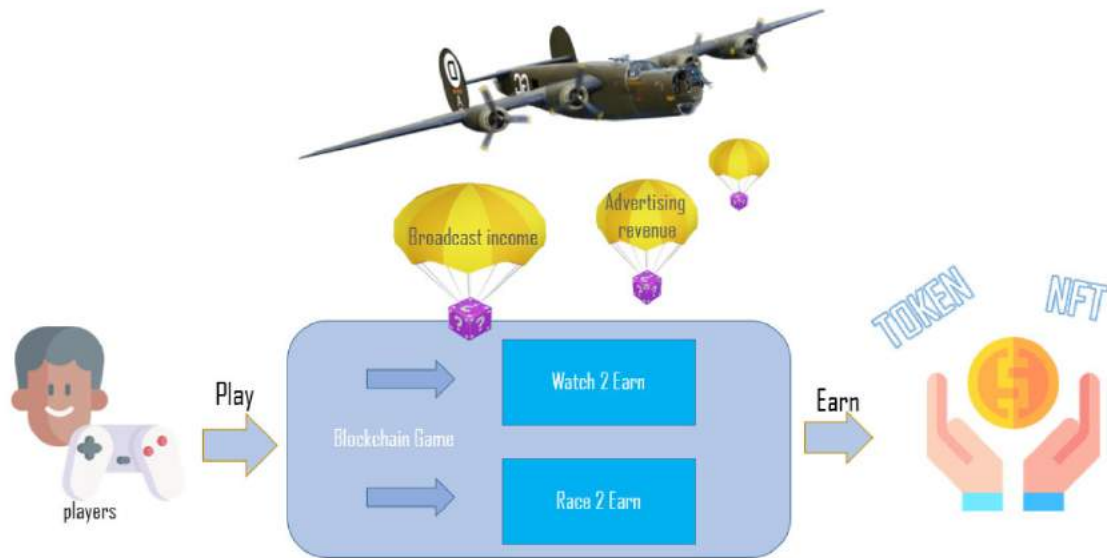 Broadcast income
Advertising
revenue
TOKEN
NFT
Play
Watch 2 Earn
Earn
Blockchain Game
Race 2 Earn
players